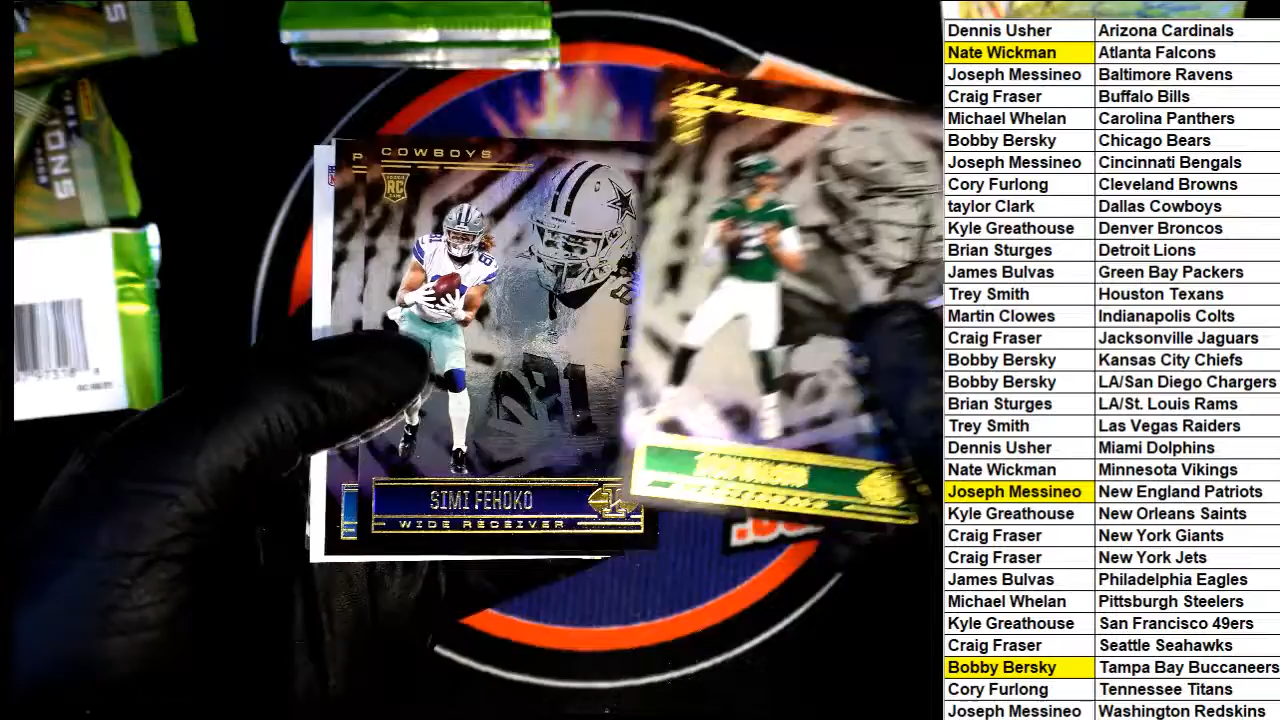 COWBOYS
P
RC
SIMI FEHOKO
WIDE RECEIVER
Dennis Usher Arizona Cardinals
Nate Wickman Atlanta Falcons
Joseph Messineo Baltimore Ravens
Craig Fraser Buffalo Bills
Michael Whelan Carolina Panthers
Bobby Bersky Chicago Bears
Joseph Messineo Cincinnati Bengals
Cory Furlong Cleveland Browns
taylor Clark Dallas Cowboys
Kyle Greathouse Denver Broncos
Brian Sturges Detroit Lions
James Bulvas Green Bay Packers
Trey Smith Houston Texans
Martin Clowes Indianapolis Colts
Craig Fraser Jacksonville Jaguars
Bobby Bersky Kansas City Chiefs
Bobby Bersky LA/San Diego Chargers
Brian Sturges LA/St. Louis Rams
Trey Smith Las Vegas Raiders
Dennis Usher Miami Dolphins
Nate Wickman Minnesota Vikings
Joseph Messineo New England Patriots
Kyle Greathouse New Orleans Saints
Craig Fraser New York Giants
Craig Fraser New York Jets
James Bulvas Philadelphia Eagles
Michael Whelan Pittsburgh Steelers
Kyle Greathouse San Francisco 49ers
Craig Fraser Seattle Seahawks
Bobby Bersky Tampa Bay Buccaneers
Cory Furlong Tennessee Titans
Joseph Messineo Washington Redskins